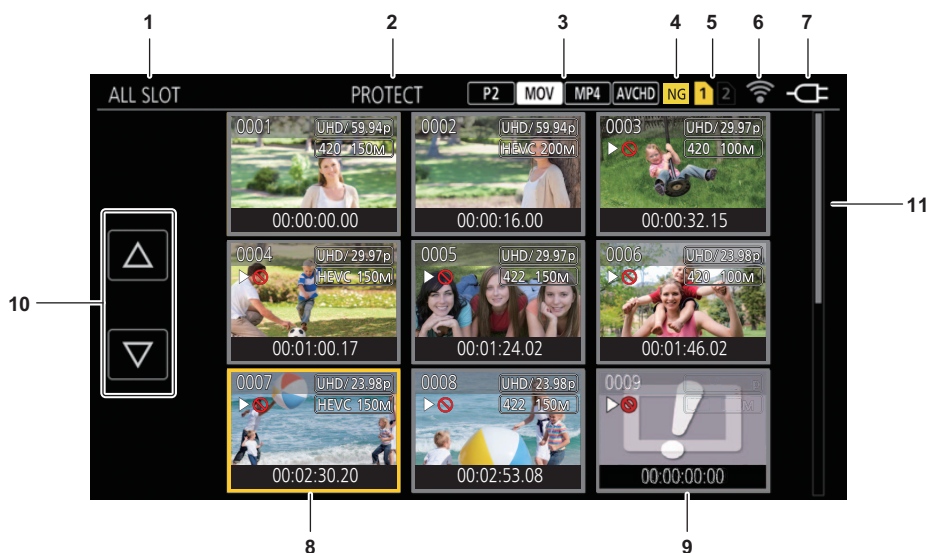 1 2 3 4 5 6 7
ALL SLOT PROTECT P2 MOV MP4 AVCHD NG 1 2
0001 UHD/59.94p 0002 UHD/59.94p 0003 UHD/29.97p
420 150M HEVC 200M 420 100M
00:00:00.00 00:00:16.00 00:00:32.15
11
0004 UHD/29.97p 0005 UHD/29.97p 0006 UHD/23.98p
HEVC 150M 422 150M 420 100M
10
00:01:00.17 00:01:24.02 00:01:46.02
0007 UHD/23.98p 0008 UHD/23.98p 0009
HEVC 150M 422 150M
00:02:30.20 00:02:53.08 00:00:00:00
8 9